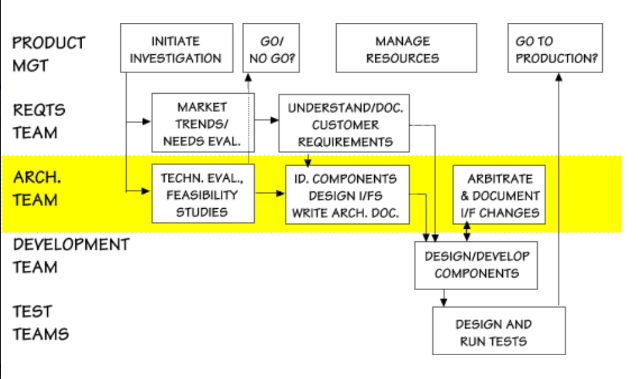 PRODUCT
MGT
INITIATE
INVESTIGATION
GO/
NO GO?
MANAGE
RESOURCES
GO TO
PRODUCTION?
REQTS
TEAM
MARKET
TRENDS/
NEEDS EVAL.
UNDERSTAND/DOC.
CUSTOMER
REQUIREMENTS
ARCH.
TEAM
TECHN. EVAL.,
FEASIBILITY
STUDIES
ID. COMPONENTS
DESIGN I/FS
WRITE ARCH. DOC.
ARBITRATE
& DOCUMENT
I/F CHANGES
DEVELOPMENT
TEAM
DESIGN/DEVELOP
COMPONENTS
TEST
TEAMS
DESIGN AND
RUN TESTS